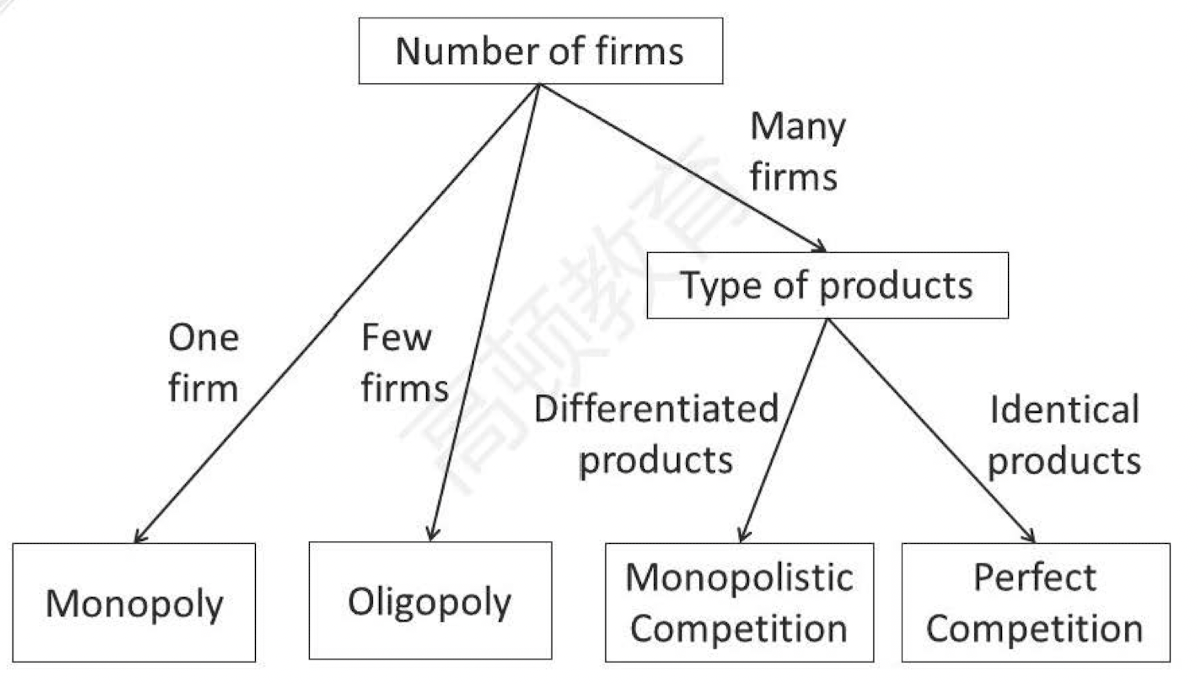 Number of firms
Many
firms
Type of products
One
firm
Few
firms
Differentiated
products
Identical
products
Monopoly
Oligopoly
Monopolistic
Competition
Perfect
Competition
高顿教育